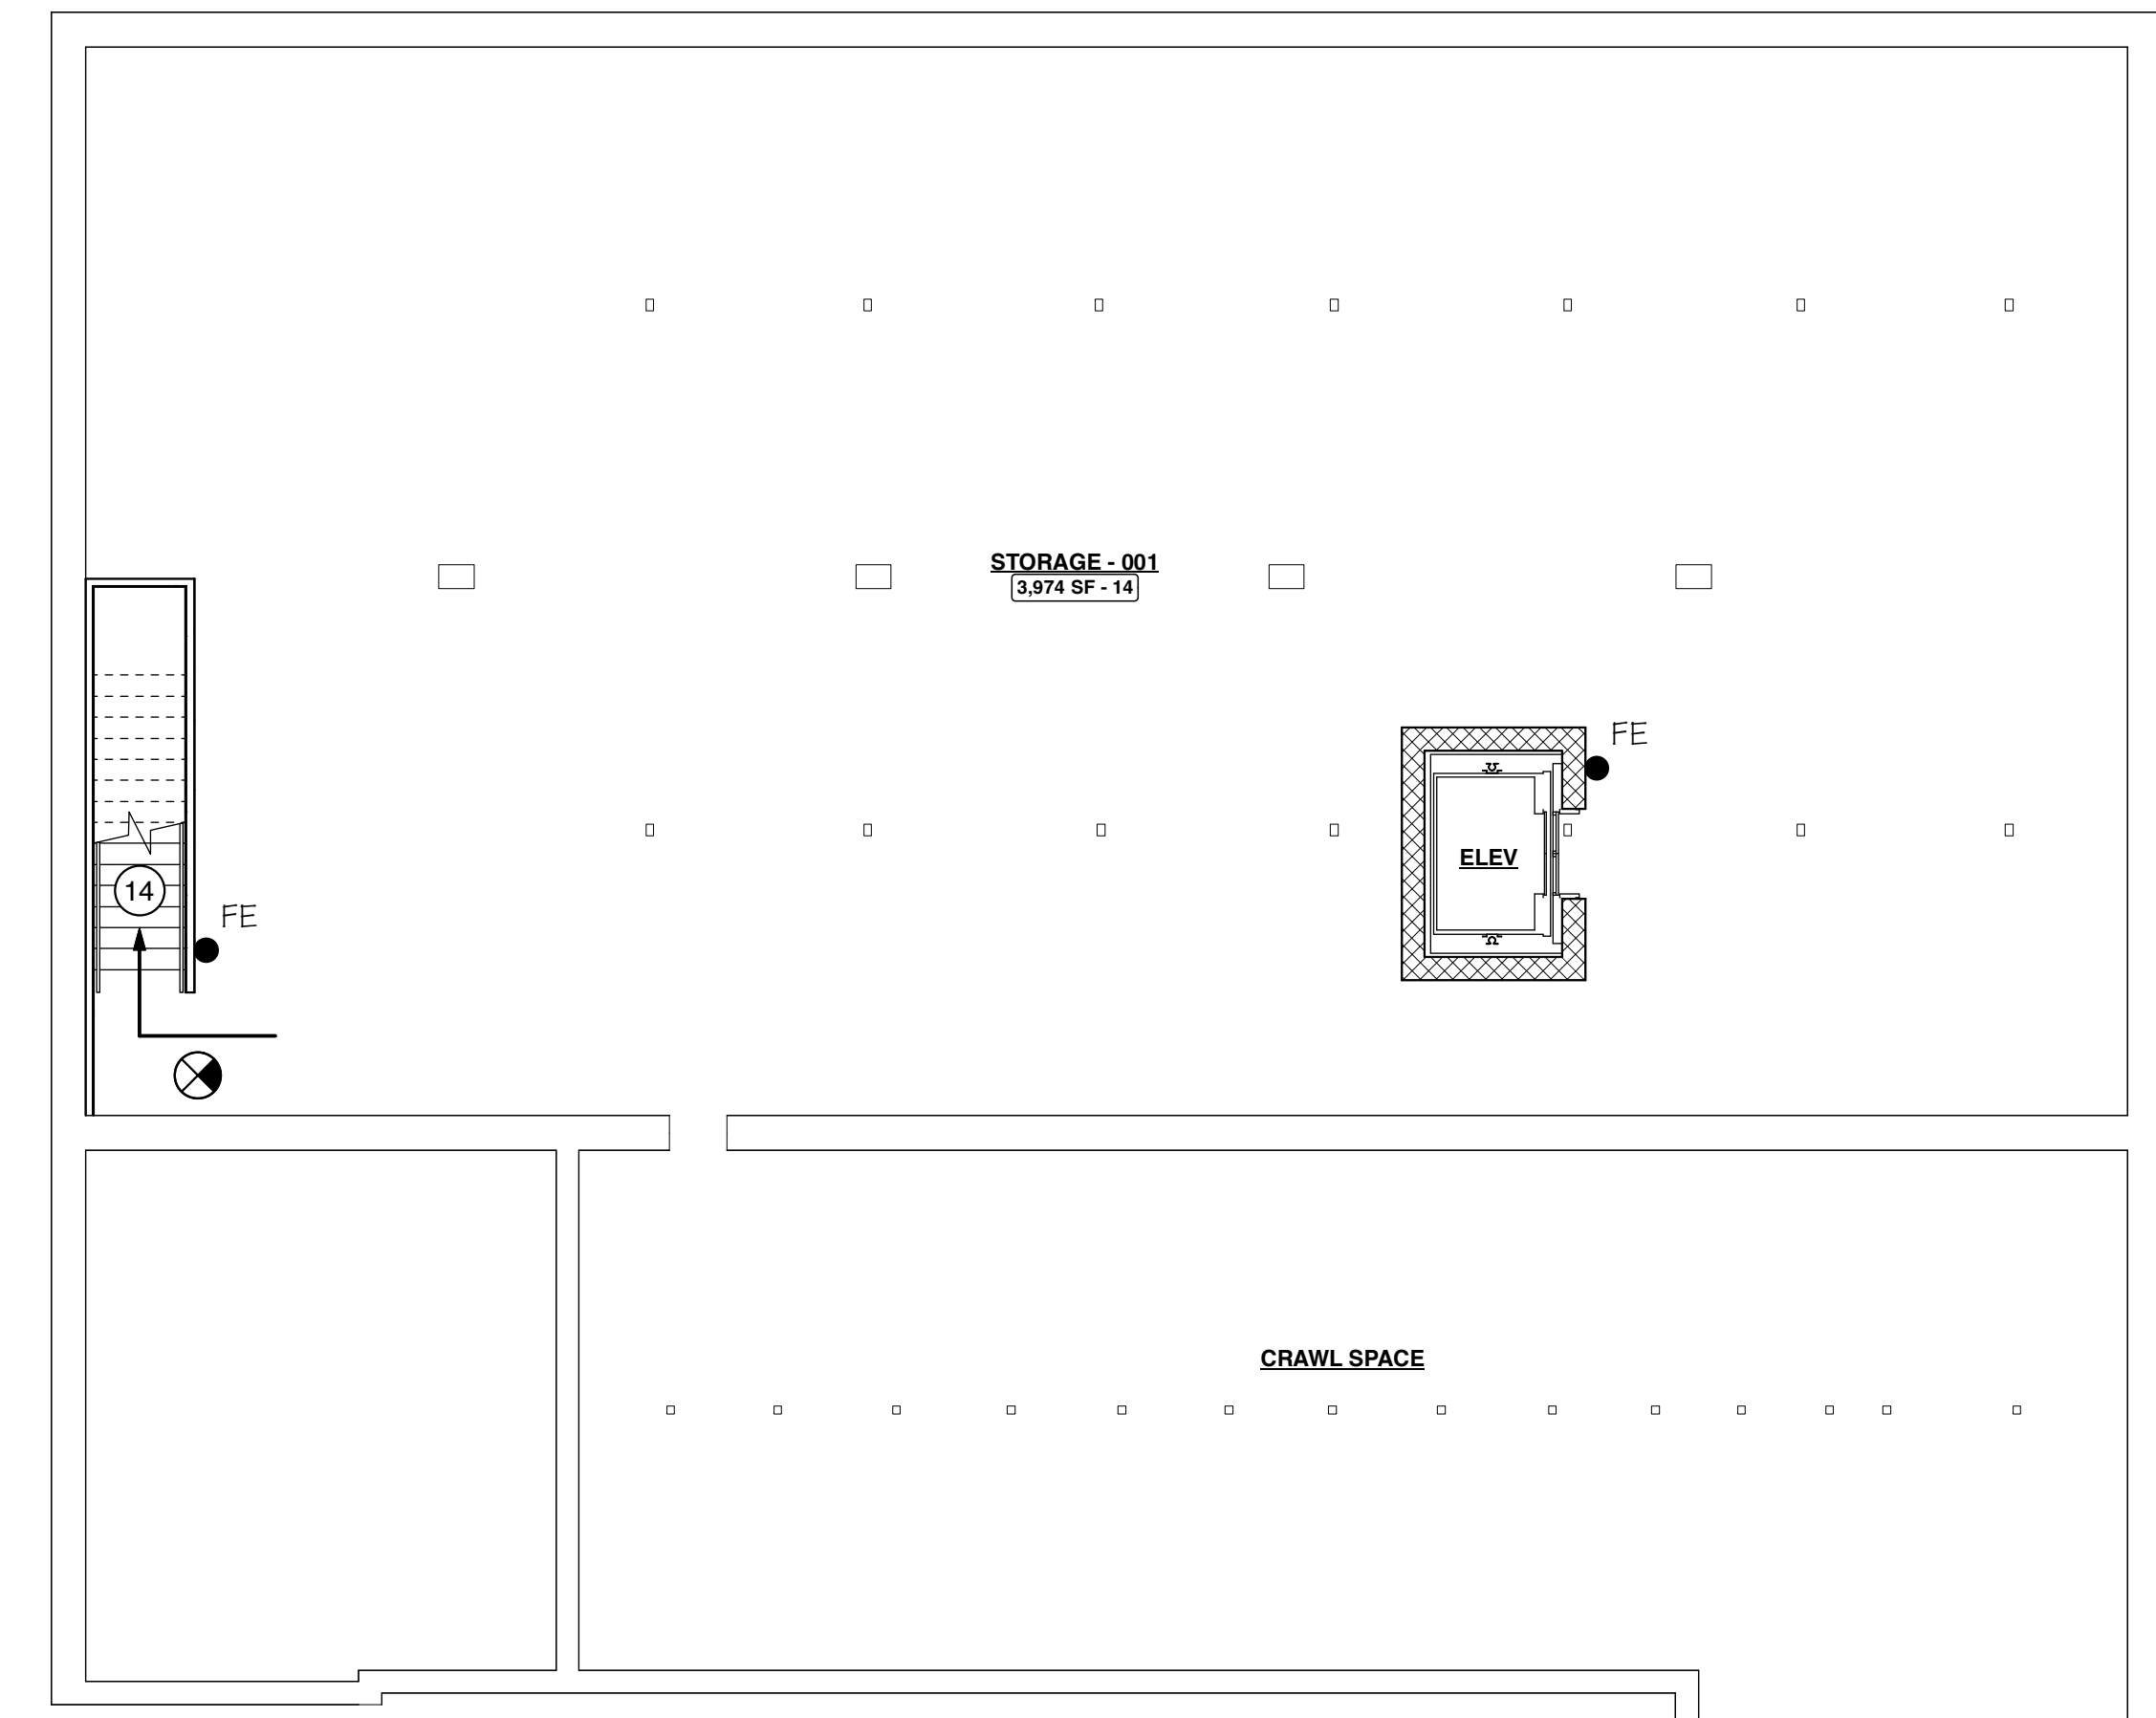 STORAGE - 001
3,974 SF - 14
FE
ELEV
14
FE
CRAWL SPACE